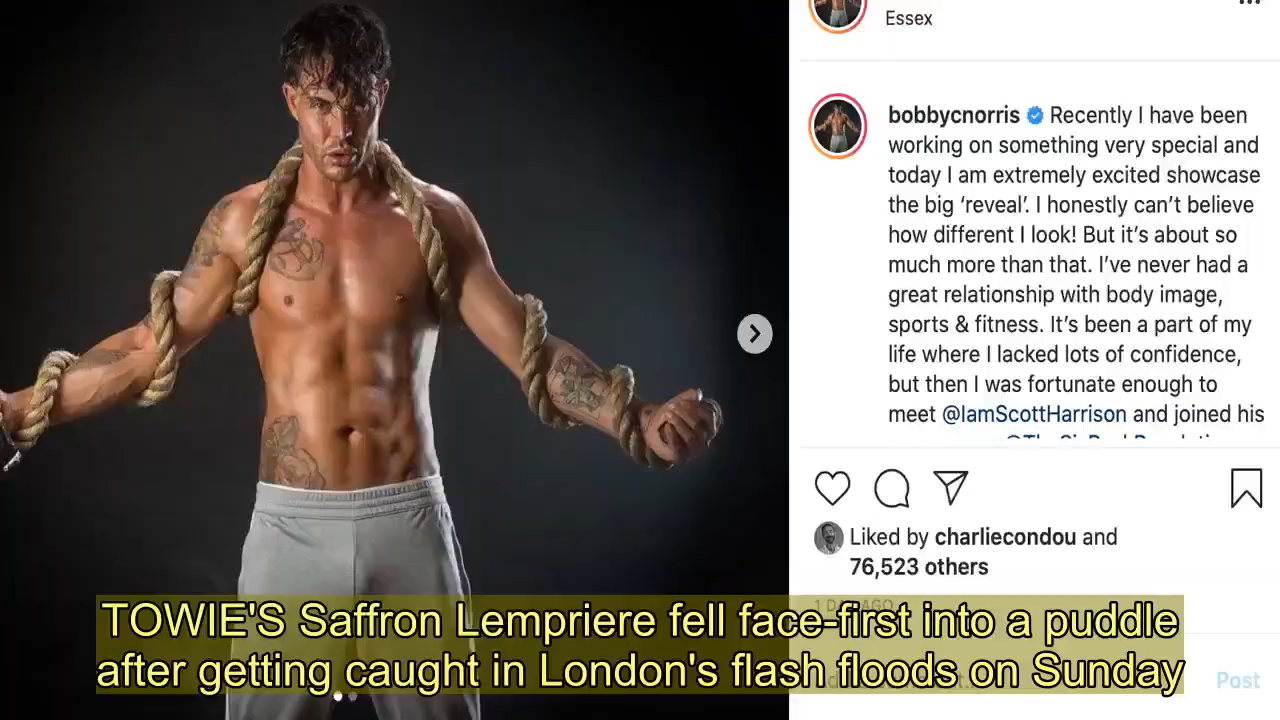 Essex
bobbycnorris Recently I have been
working on something very special and
today I am extremely excited showcase
the big ‘reveal’. I honestly can’t believe
how different I look! But it’s about so
much more than that. I’ve never had a
great relationship with body image,
sports & fitness. It’s been a part of my
life where I lacked lots of confidence,
but then I was fortunate enough to
meet @IamScottHarrison and joined his
Liked by charliecondou and
76,523 others
1 DAY AGO
TOWIE'S Saffron Lempriere fell face-first into a puddle
after getting caught in London's flash floods on Sunday
Post